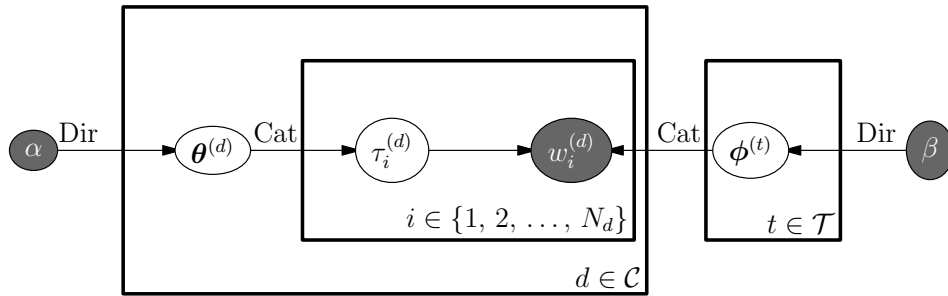 α Dir θ^(d) Cat τ_i^(d) w_i^(d) Cat ϕ^(t) Dir β
i ∈ {1, 2, …, N_d} t ∈ 𝒯
d ∈ 𝒞